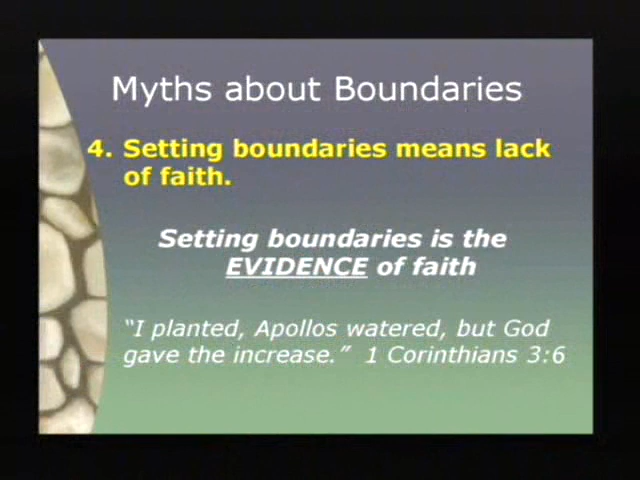 Myths about Boundaries
4. Setting boundaries means lack
of faith.
Setting boundaries is the
EVIDENCE of faith
“I planted, Apollos watered, but God
gave the increase.” 1 Corinthians 3:6